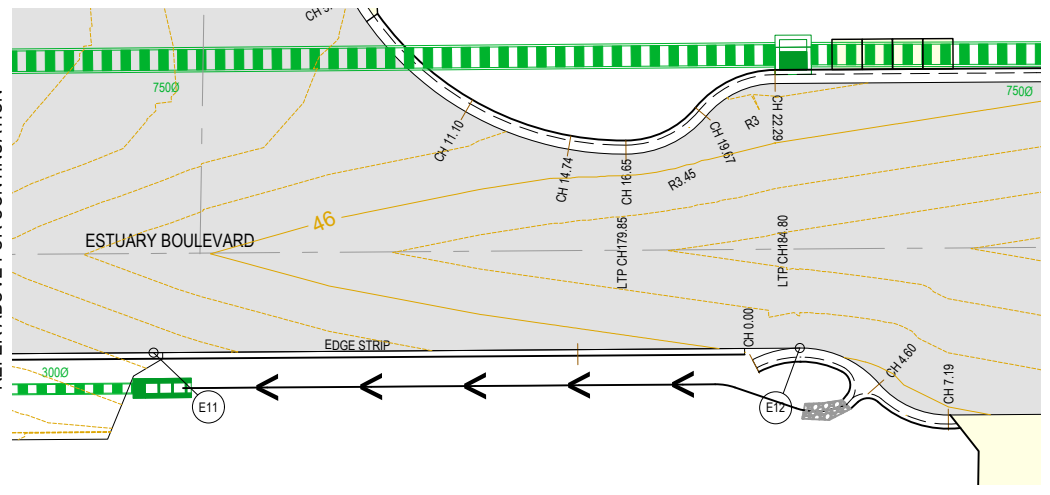 750Ø
750Ø
CH 11.10
CH 14.74
CH 16.65
R3.45
CH 19.67
R3
CH 22.29
46
ESTUARY BOULEVARD
LTP CH179.85
LTP CH184.80
EDGE STRIP
CH 0.00
CH 4.60
CH 7.19
300Ø
E11
E12